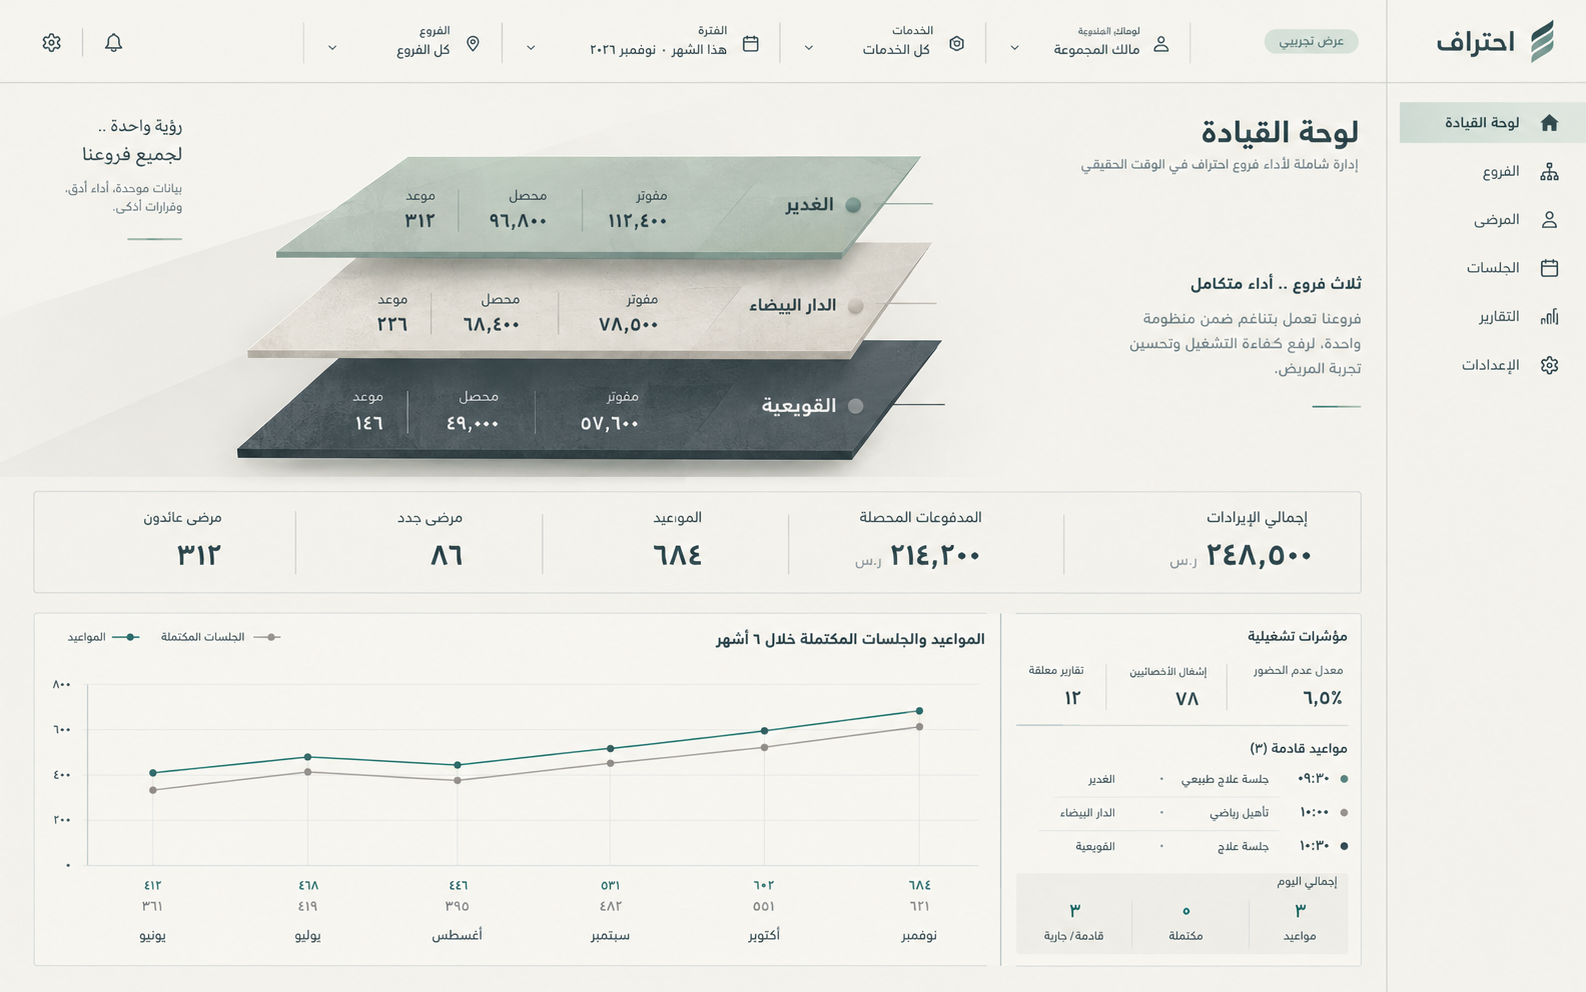 احتراف
عرض تجريبي
مالك المجموعة
الخدمات
كل الخدمات
الفترة
هذا الشهر · نوفمبر ٢٠٢٦
الفروع
كل الفروع
لوحة القيادة
الفروع
المرضى
الجلسات
التقارير
الإعدادات
لوحة القيادة
إدارة شاملة لأداء فروع احتراف في الوقت الحقيقي
ثلاث فروع .. أداء متكامل
فروعنا تعمل بتناغم ضمن منظومة
واحدة، لرفع كفاءة التشغيل وتحسين
تجربة المريض.
رؤية واحدة ..
لجميع فروعنا
بيانات موحدة، أداء أدق،
وقرارات أذكى.
الغدير
مفوتر محصل موعد
١١٢,٤٠٠ ٩٦,٨٠٠ ٣١٢
الدار البيضاء
مفوتر محصل موعد
٧٨,٥٠٠ ٦٨,٤٠٠ ٢٢٦
القويعية
مفوتر محصل موعد
٥٧,٦٠٠ ٤٩,٠٠٠ ١٤٦
إجمالي الإيرادات
٢٤٨,٥٠٠ ر.س
المدفوعات المحصلة
٢١٤,٢٠٠ ر.س
المواعيد
٦٨٤
مرضى جدد
٨٦
مرضى عائدون
٣١٢
مؤشرات تشغيلية
معدل عدم الحضور
٦,٥%
إشغال الأخصائيين
٧٨
تقارير معلقة
١٢
مواعيد قادمة (٣)
٠٩:٣٠ جلسة علاج طبيعي • الغدير
١٠:٠٠ تأهيل رياضي • الدار البيضاء
١٠:٣٠ جلسة علاج • القويعية
إجمالي اليوم
٣ ٥ ٣
مواعيد مكتملة قادمة/ جارية
المواعيد والجلسات المكتملة خلال ٦ أشهر
الجلسات المكتملة
المواعيد
٨٠٠
٦٠٠
٤٠٠
٢٠٠
٠
٦٨٤ ٦٠٢ ٥٣١ ٤٤٦ ٤٦٨ ٤١٢
٦٢١ ٥٥١ ٤٨٢ ٣٩٥ ٤١٩ ٣٦١
نوفمبر أكتوبر سبتمبر أغسطس يوليو يونيو